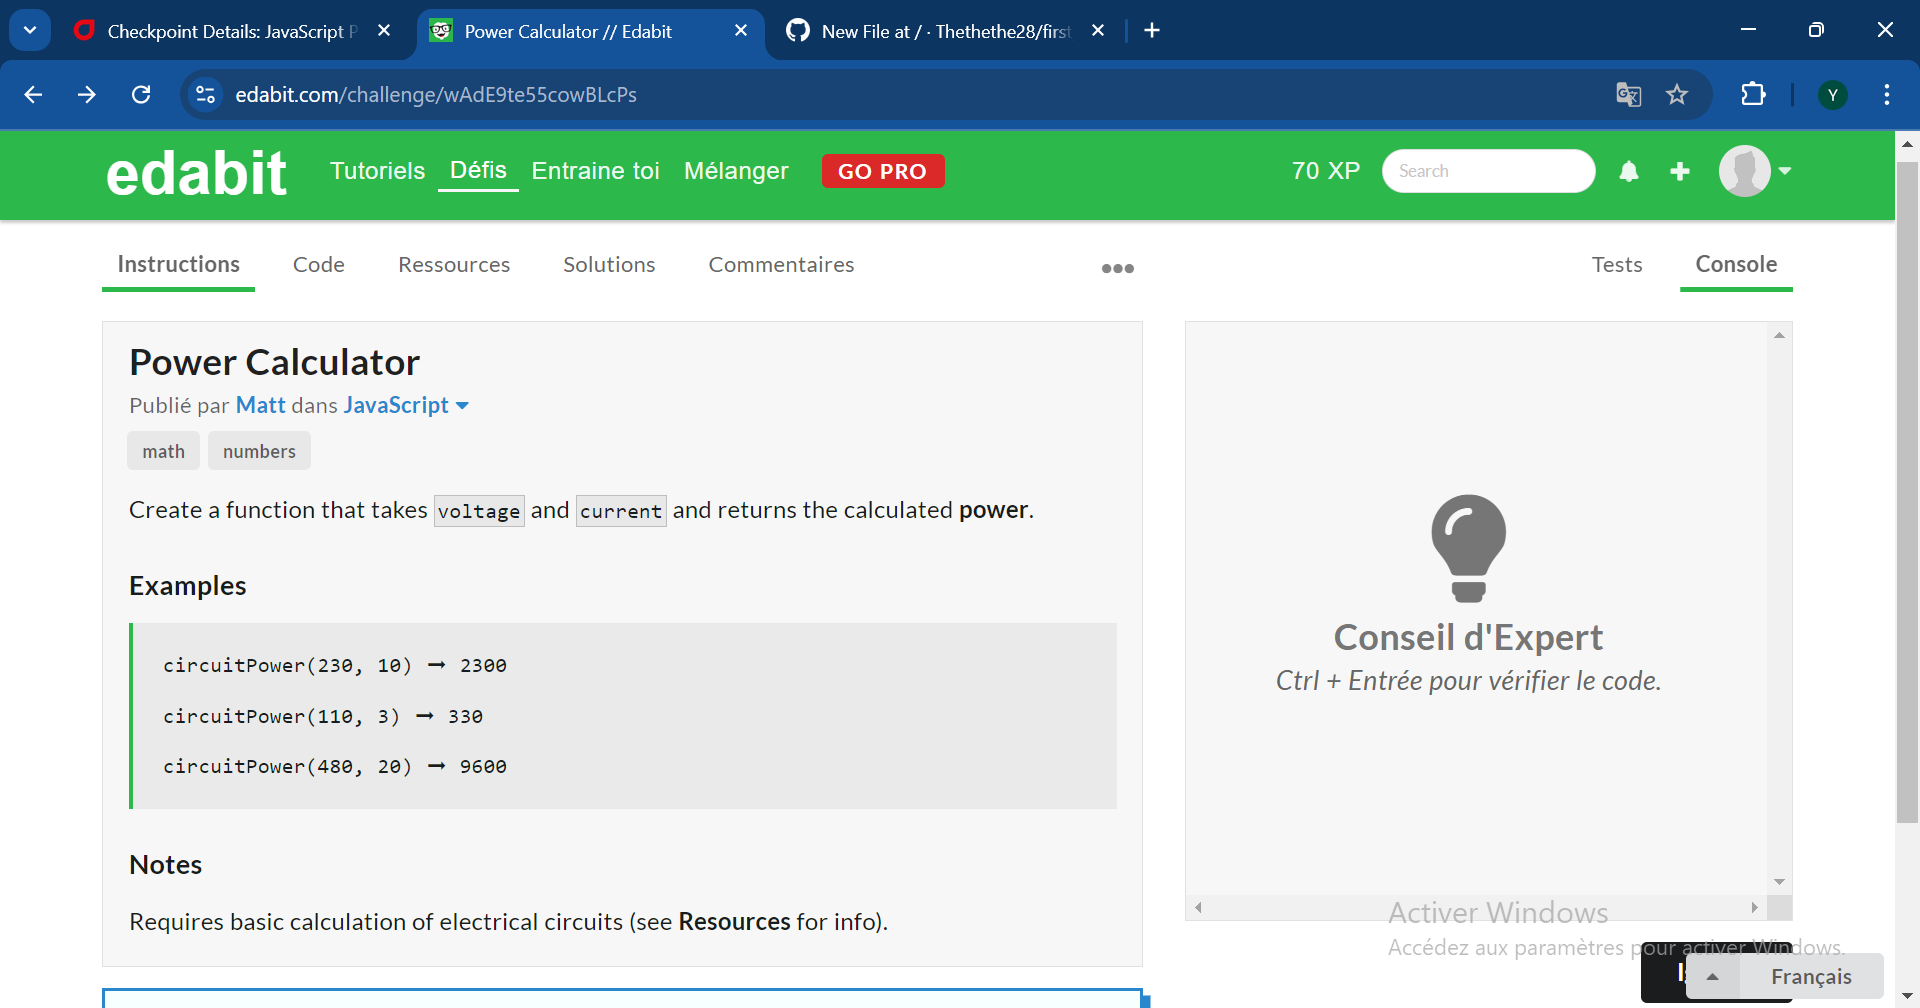 Checkpoint Details: JavaScript P
Power Calculator // Edabit
New File at / · Thethethe28/first
edabit.com/challenge/wAdE9te55cowBLcPs
Y
edabit
Tutoriels
Défis
Entraine toi
Mélanger
GO PRO
70 XP
Search
Instructions
Code
Ressources
Solutions
Commentaires
Tests
Console
Power Calculator
Publié par Matt dans JavaScript
math
numbers
Create a function that takes voltage and current and returns the calculated power.
Examples
circuitPower(230, 10) ➞ 2300
circuitPower(110, 3) ➞ 330
circuitPower(480, 20) ➞ 9600
Notes
Requires basic calculation of electrical circuits (see Resources for info).
Conseil d'Expert
Ctrl + Entrée pour vérifier le code.
Activer Windows
Accédez aux paramètres pour activer Windows.
Français